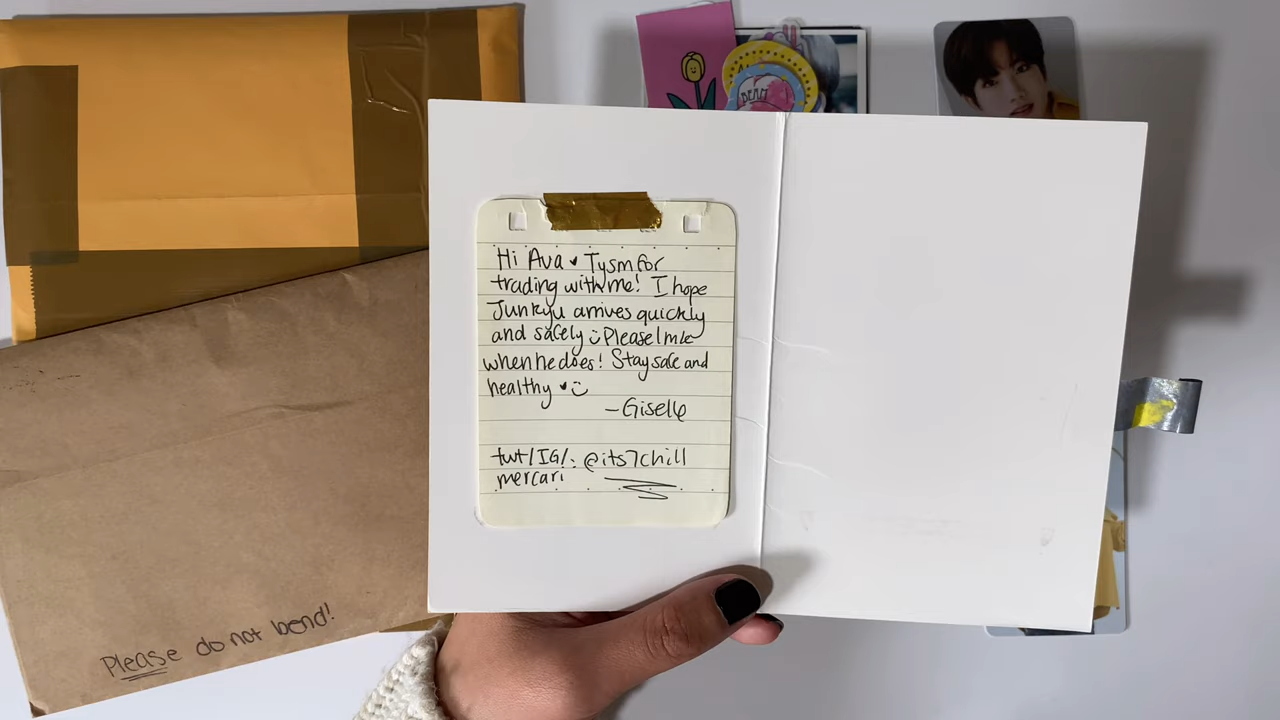 BEAM
Hi Ava ♥ Tysm for
trading with me! I hope
Junkyu arrives quickly
and safely :) Please lmk
when he does! Stay safe and
healthy ♥ :)
-Giselle
twt/IG/: @its7chill
mercari
Please do not bend!